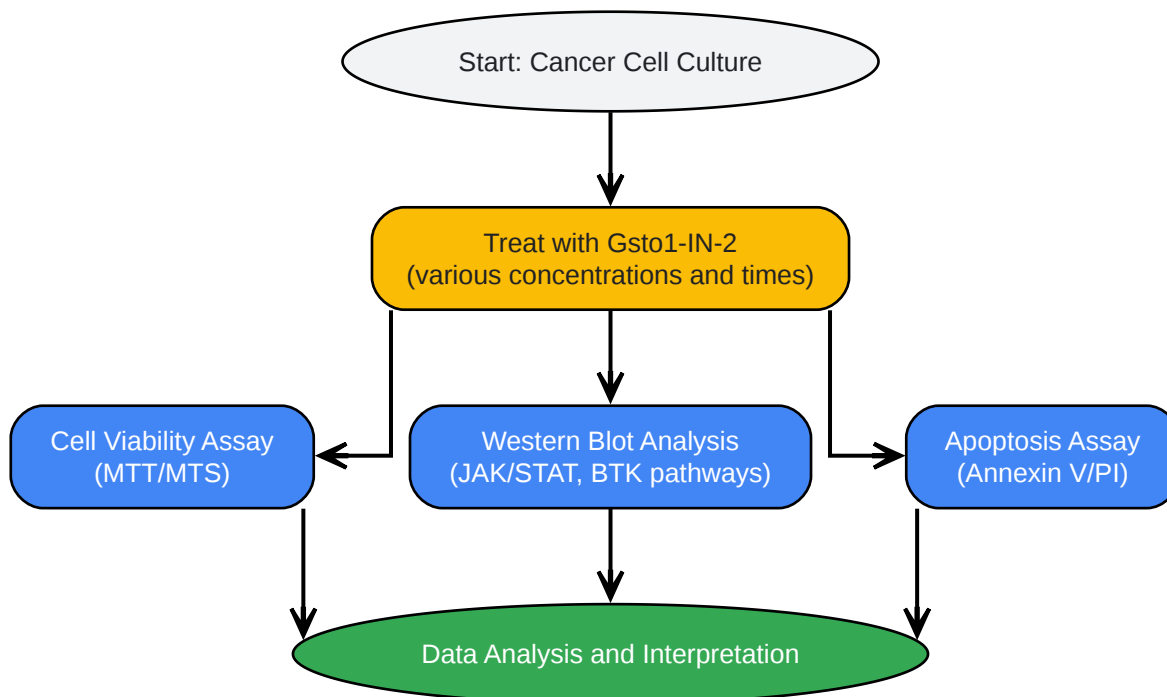 Start: Cancer Cell Culture
Treat with Gsto1-IN-2
(various concentrations and times)
Cell Viability Assay
(MTT/MTS)
Western Blot Analysis
(JAK/STAT, BTK pathways)
Apoptosis Assay
(Annexin V/PI)
Data Analysis and Interpretation